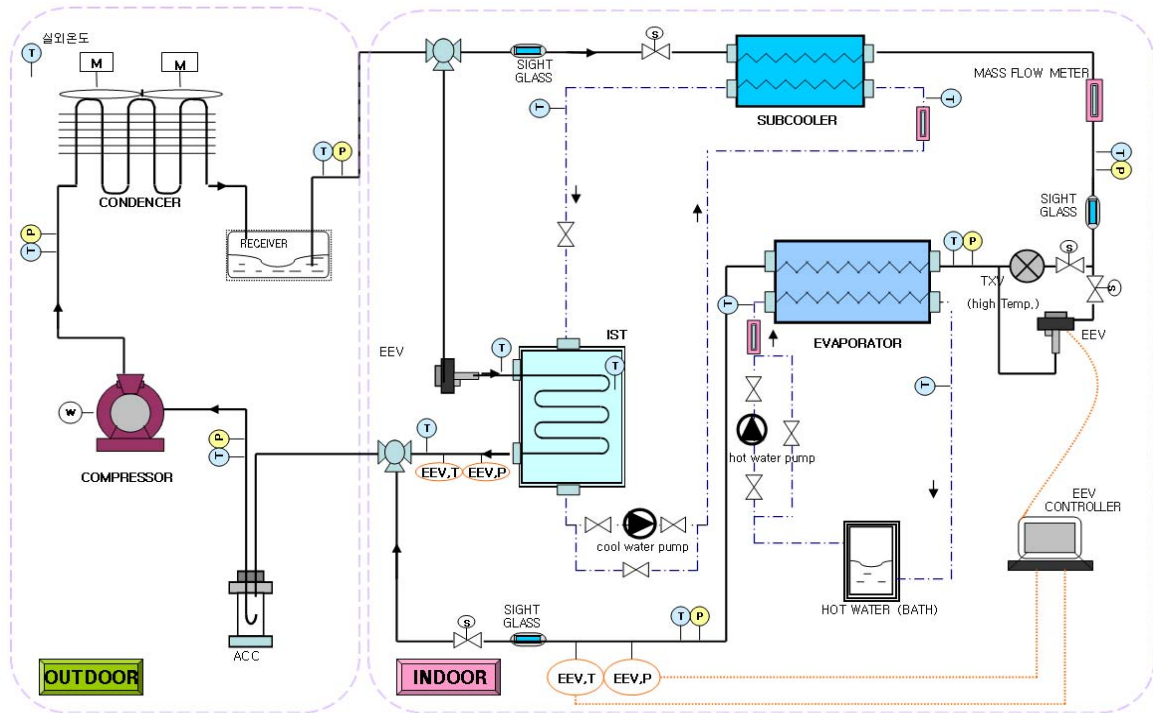 실외온도
T
M
M
S
SIGHT
GLASS
MASS FLOW METER
T
T
SUBCOOLER
T
P
T
P
CONDENCER
RECEIVER
P
T
SIGHT
GLASS
T
P
S
TXV
(high Temp.)
S
T
EVAPORATOR
EEV
IST
EEV
T
T
T
W
COMPRESSOR
P
T
T
EEV,T
EEV,P
hot water pump
cool water pump
EEV
CONTROLLER
HOT WATER (BATH)
ACC
S
SIGHT
GLASS
T
P
EEV,T
EEV,P
OUTDOOR
INDOOR